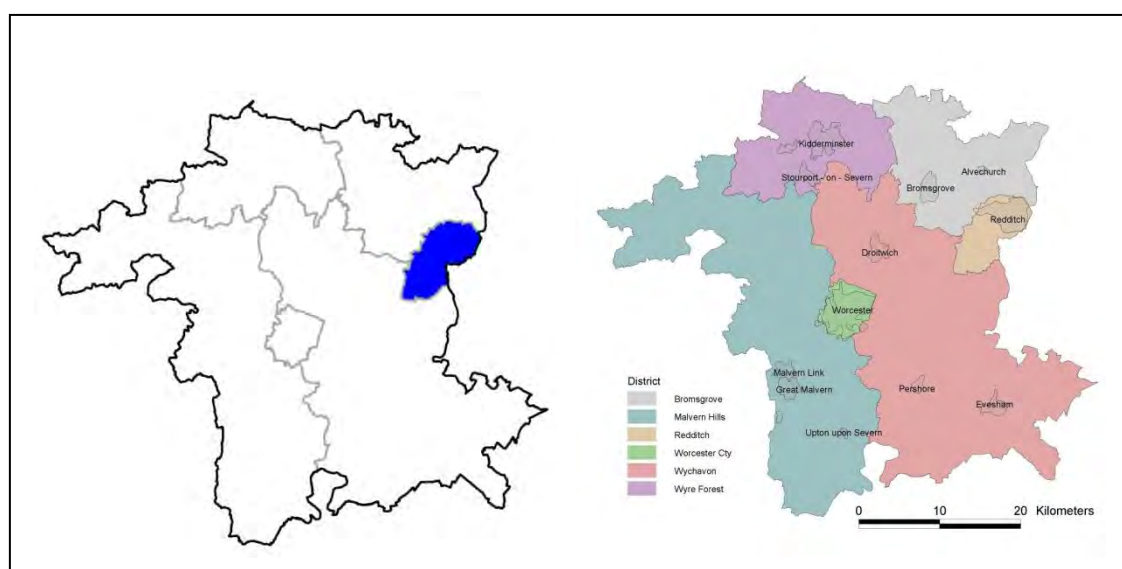 Kidderminster
Stourport - on - Severn
Alvechurch
Bromsgrove
Redditch
Droitwich
Worcester
Malvern Link
Great Malvern
Pershore
Evesham
Upton upon Severn
District
Bromsgrove
Malvern Hills
Redditch
Worcester Cty
Wychavon
Wyre Forest
0 10 20 Kilometers